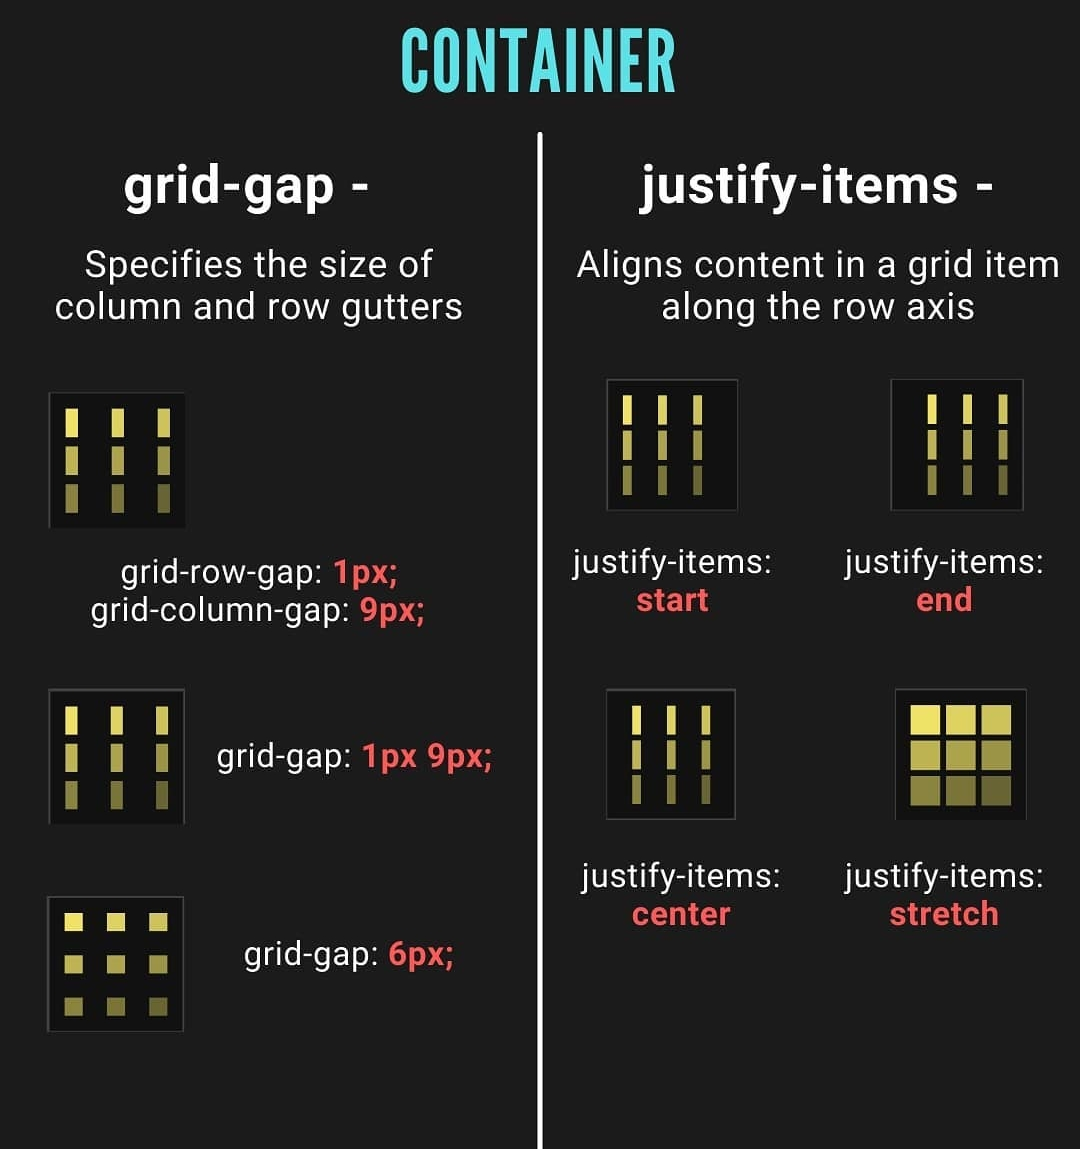 CONTAINER
grid-gap -
Specifies the size of
column and row gutters
grid-row-gap: 1px;
grid-column-gap: 9px;
grid-gap: 1px 9px;
grid-gap: 6px;
justify-items -
Aligns content in a grid item
along the row axis
justify-items:
start
justify-items:
end
justify-items:
center
justify-items:
stretch